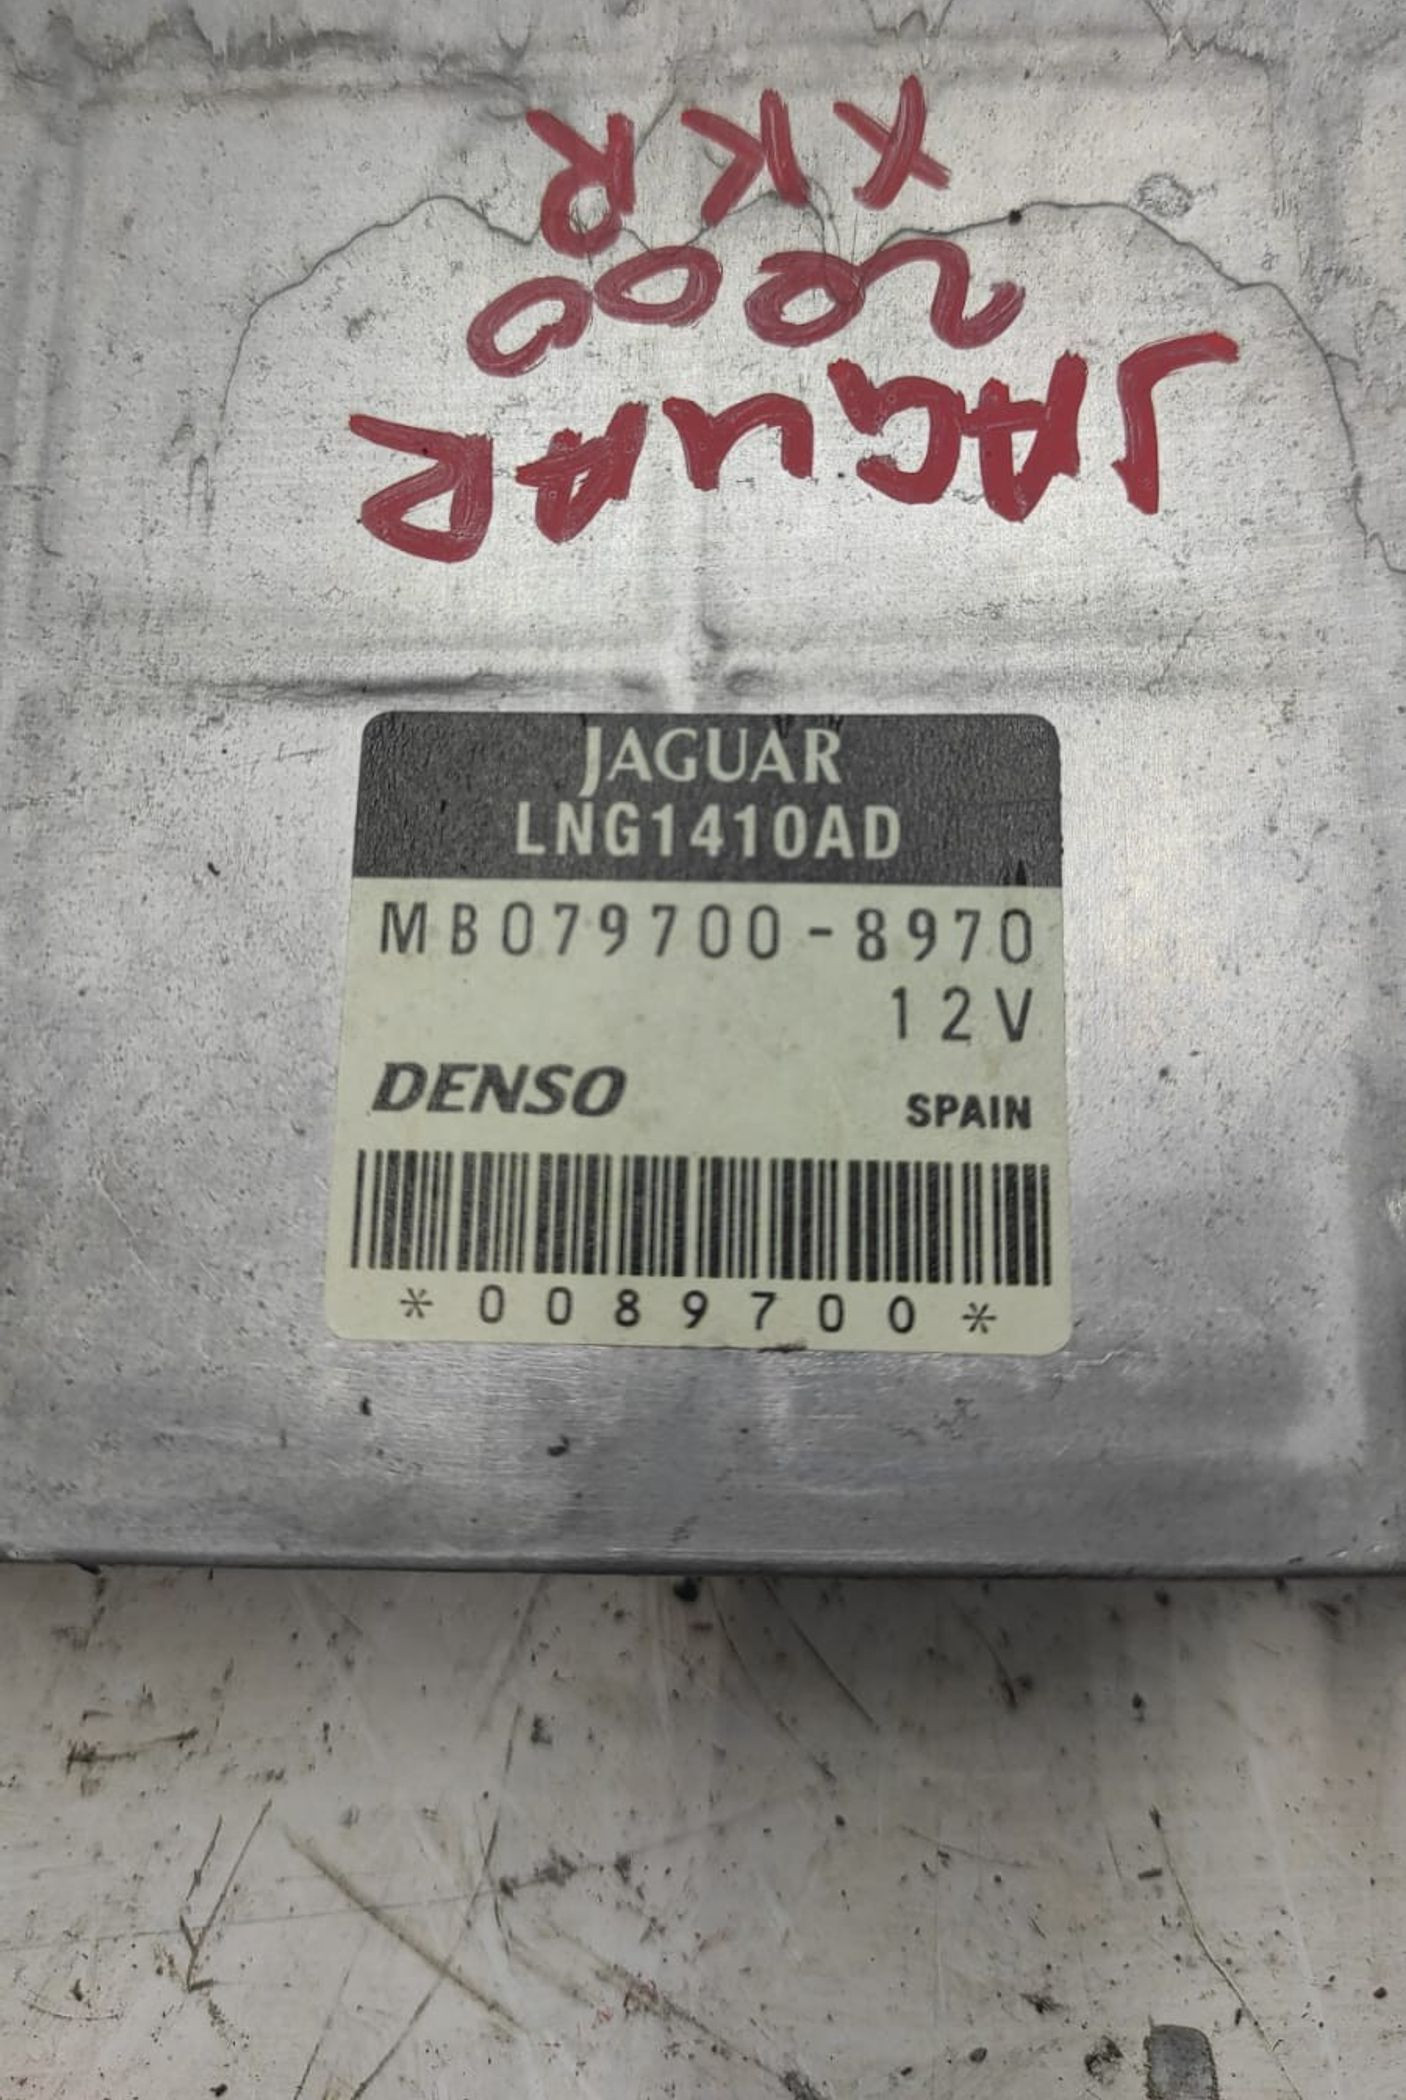 JAGUAR
2000
XKR
JAGUAR
LNG1410AD
MB079700-8970
12V
DENSO
SPAIN
*0089700*